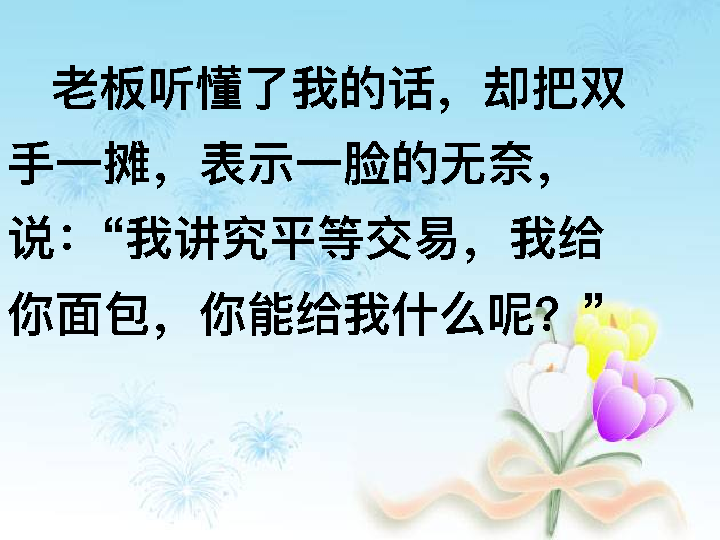 老板听懂了我的话，却把双
手一摊，表示一脸的无奈，
说：“我讲究平等交易，我给
你面包，你能给我什么呢？”